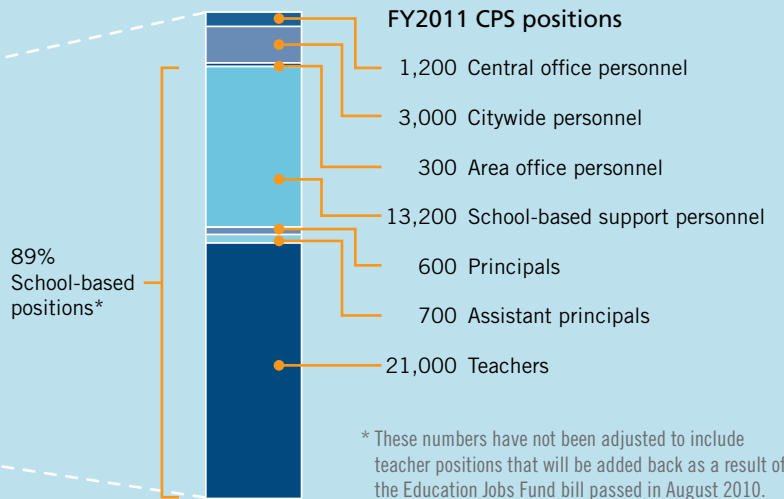 FY2011 CPS positions
1,200 Central office personnel
3,000 Citywide personnel
300 Area office personnel
13,200 School-based support personnel
600 Principals
700 Assistant principals
21,000 Teachers
89%
School-based
positions*
* These numbers have not been adjusted to include
teacher positions that will be added back as a result of
the Education Jobs Fund bill passed in August 2010.